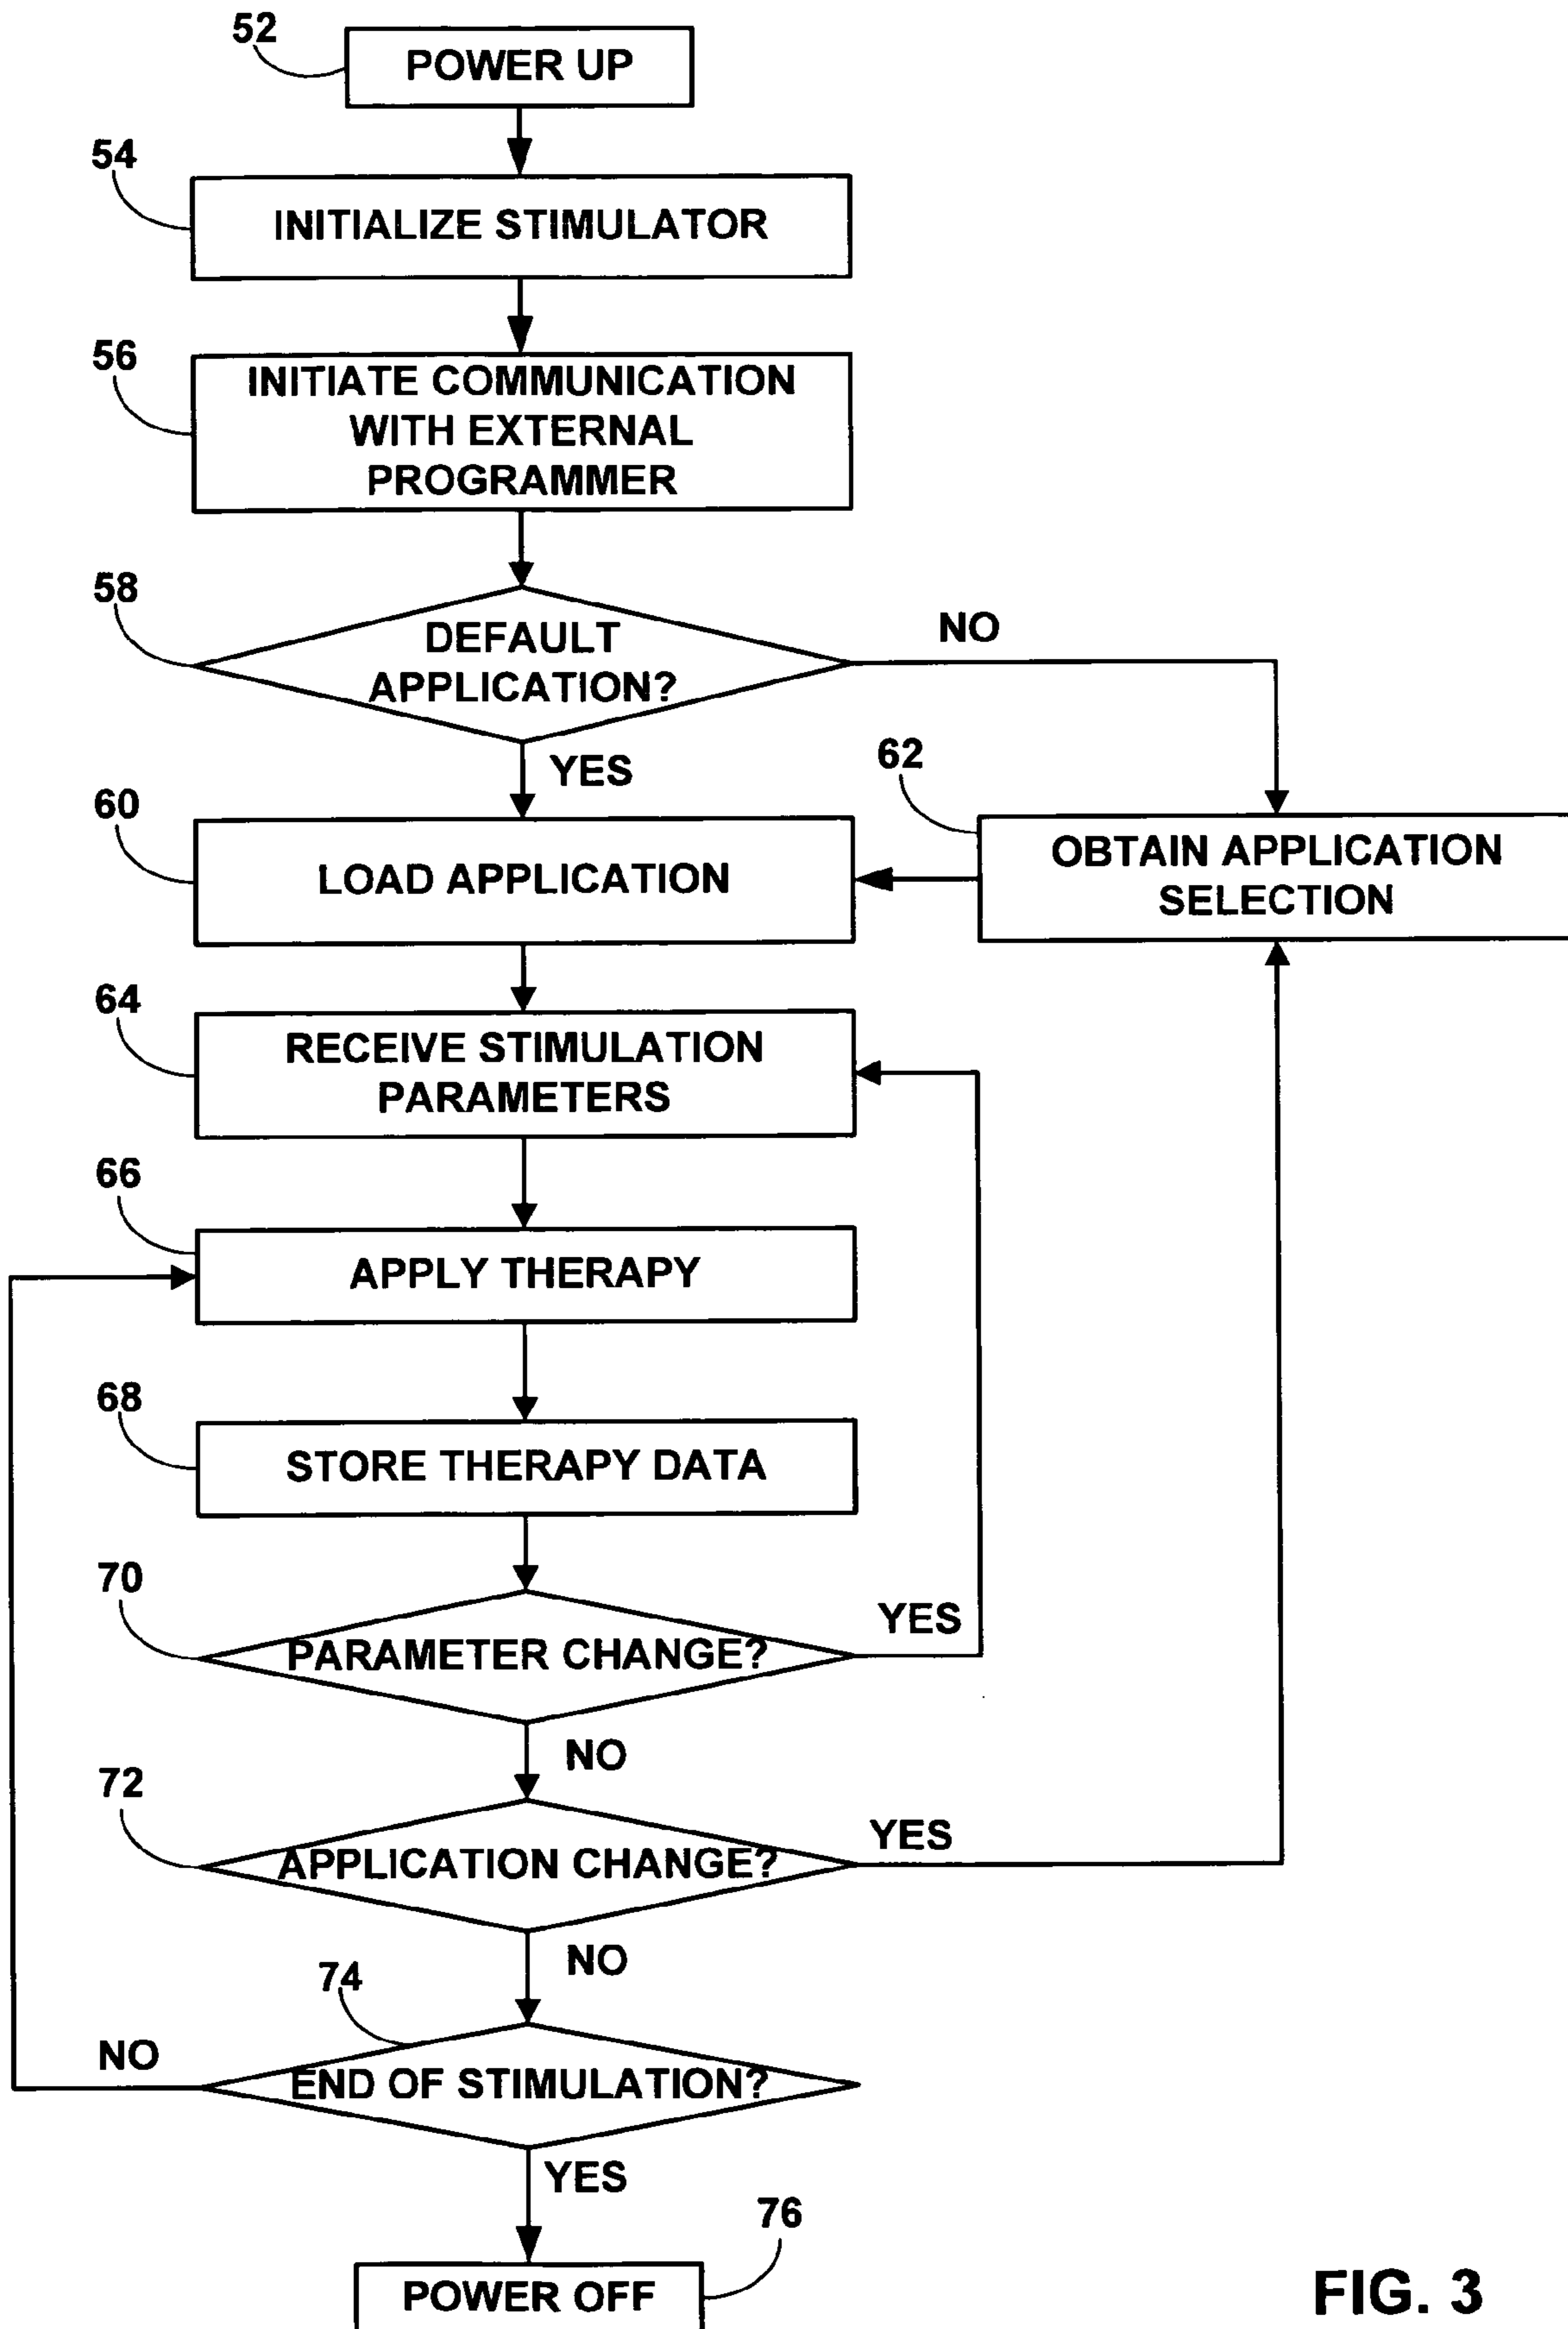 52
POWER UP
54
INITIALIZE STIMULATOR
56
INITIATE COMMUNICATION
WITH EXTERNAL
PROGRAMMER
58
DEFAULT
APPLICATION?
NO
YES
60
LOAD APPLICATION
62
OBTAIN APPLICATION
SELECTION
64
RECEIVE STIMULATION
PARAMETERS
66
APPLY THERAPY
68
STORE THERAPY DATA
70
PARAMETER CHANGE?
YES
NO
72
APPLICATION CHANGE?
YES
NO
74
END OF STIMULATION?
NO
YES
76
POWER OFF
FIG. 3